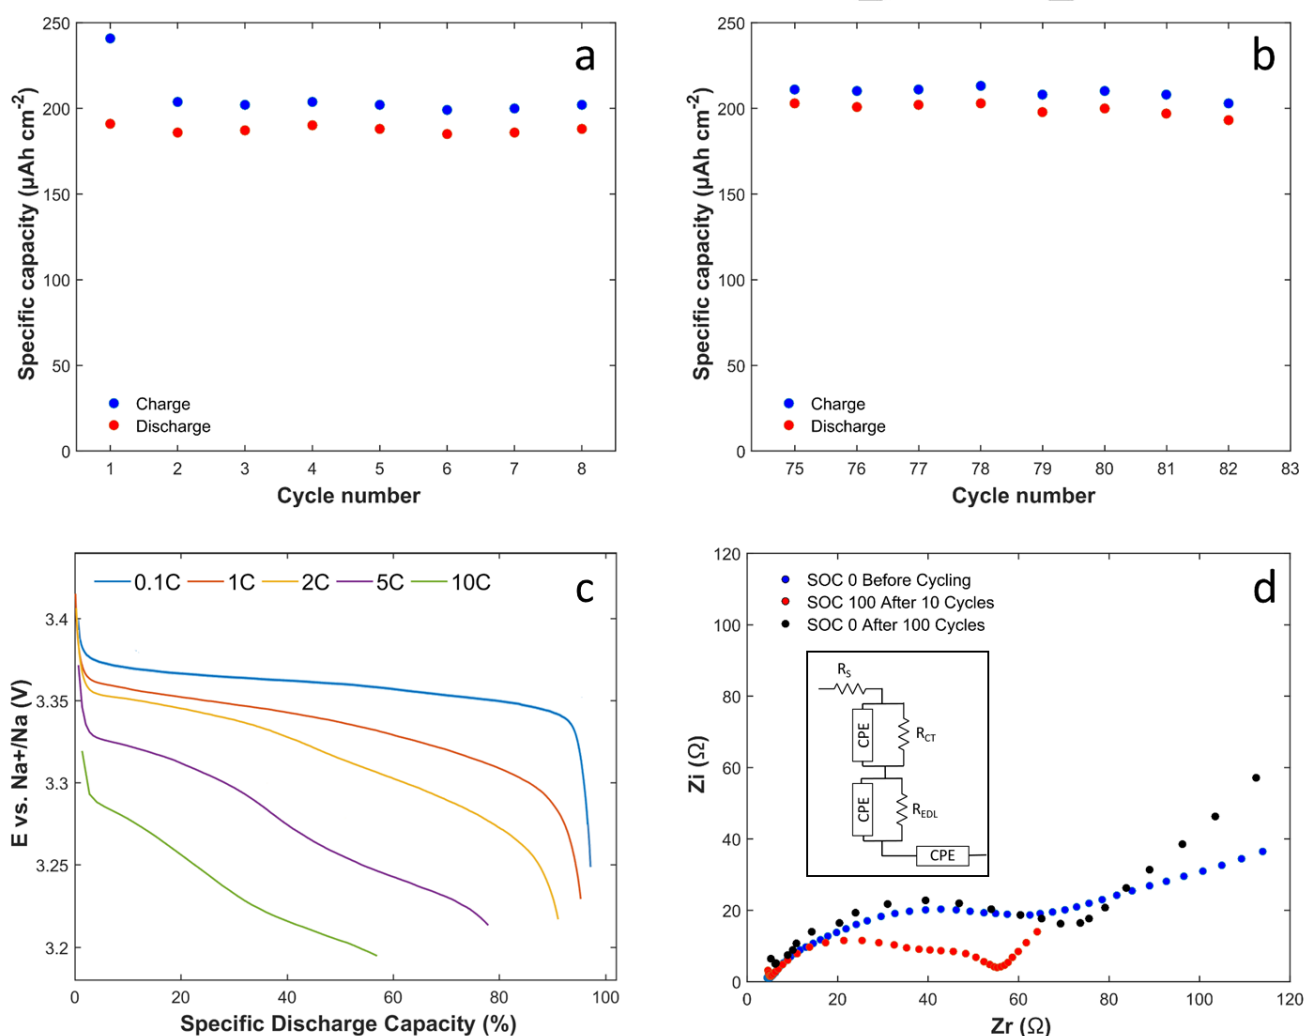 a
250
200
150
100
50
0
Specific capacity (µAh cm-2)
Charge
Discharge
1 2 3 4 5 6 7 8
Cycle number
b
250
200
150
100
50
0
Specific capacity (µAh cm-2)
Charge
Discharge
75 76 77 78 79 80 81 82 83
Cycle number
c
0.1C 1C 2C 5C 10C
3.4
3.35
3.3
3.25
3.2
E vs. Na+/Na (V)
0 20 40 60 80 100
Specific Discharge Capacity (%)
d
120
100
80
60
40
20
0
Zi (Ω)
SOC 0 Before Cycling
SOC 100 After 10 Cycles
SOC 0 After 100 Cycles
RS
CPE
RCT
CPE
REDL
CPE
0 20 40 60 80 100 120
Zr (Ω)